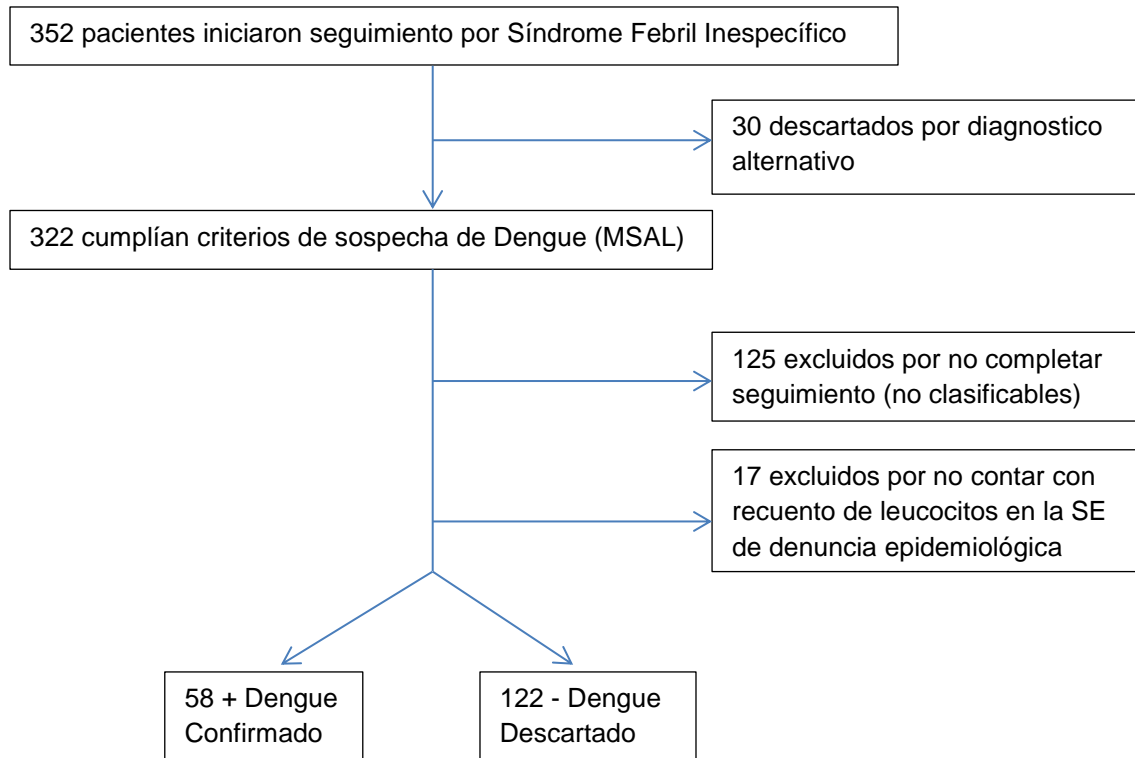 352 pacientes iniciaron seguimiento por Síndrome Febril Inespecífico
30 descartados por diagnostico
alternativo
322 cumplían criterios de sospecha de Dengue (MSAL)
125 excluidos por no completar
seguimiento (no clasificables)
17 excluidos por no contar con
recuento de leucocitos en la SE
de denuncia epidemiológica
58 + Dengue
Confirmado
122 - Dengue
Descartado